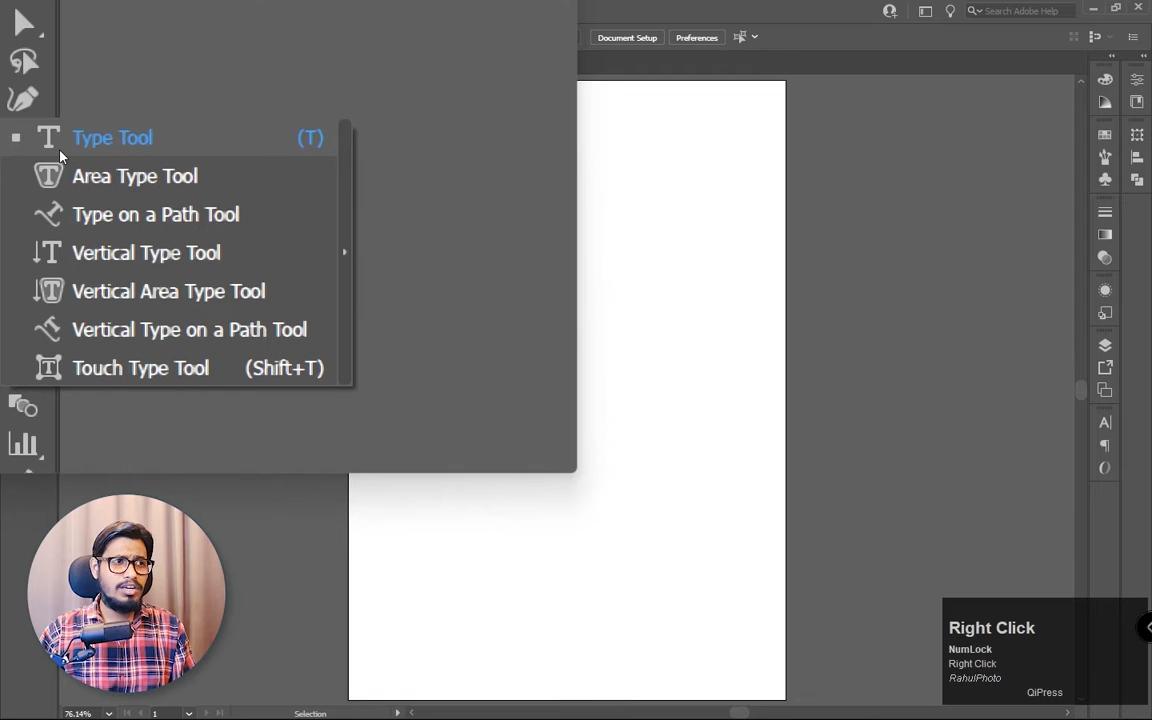 Search Adobe Help
Document Setup
Preferences
Type Tool (T)
Area Type Tool
Type on a Path Tool
Vertical Type Tool
Vertical Area Type Tool
Vertical Type on a Path Tool
Touch Type Tool (Shift+T)
Right Click
NumLock
Right Click
RahulPhoto
QiPress
76.14% 1 Selection